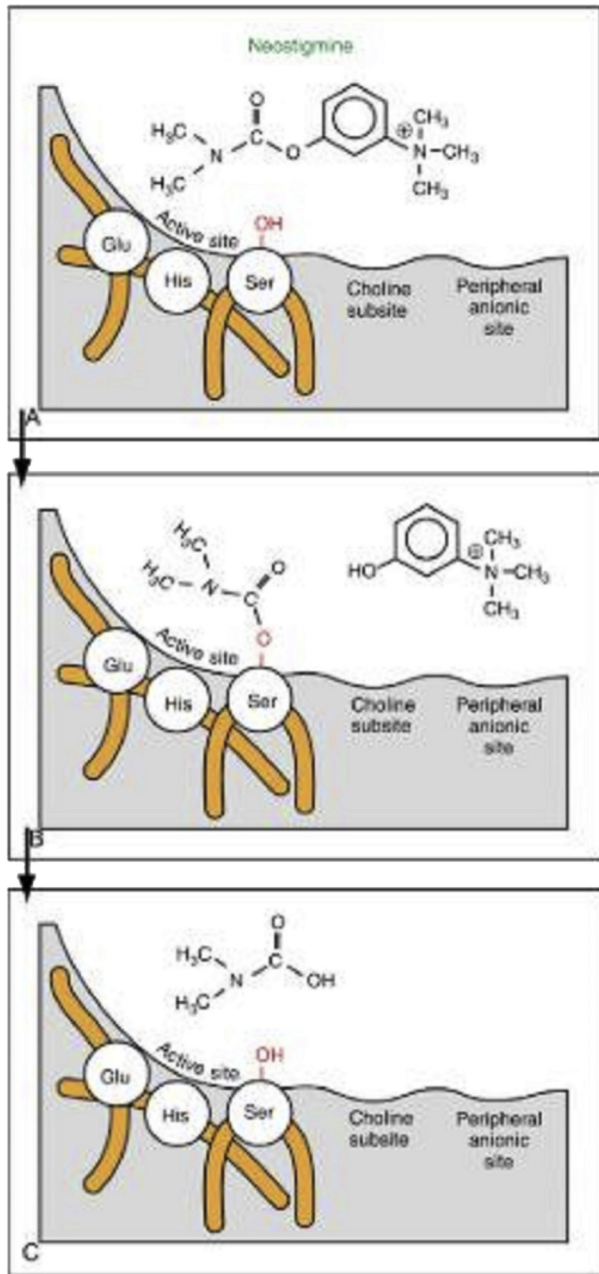 Neostigmine
O
H₃C
CH₃
C
⊕
N
O
N
CH₃
H₃C
CH₃
OH
Active site
Glu
His
Ser
Choline
subsite
Peripheral
anionic
site
A
H₃C
O
CH₃
H₃C
N
C
⊕
HO
N
CH₃
O
CH₃
Active site
Glu
His
Ser
Choline
subsite
Peripheral
anionic
site
B
O
H₃C
C
N
OH
H₃C
OH
Active site
Glu
His
Ser
Choline
subsite
Peripheral
anionic
site
C